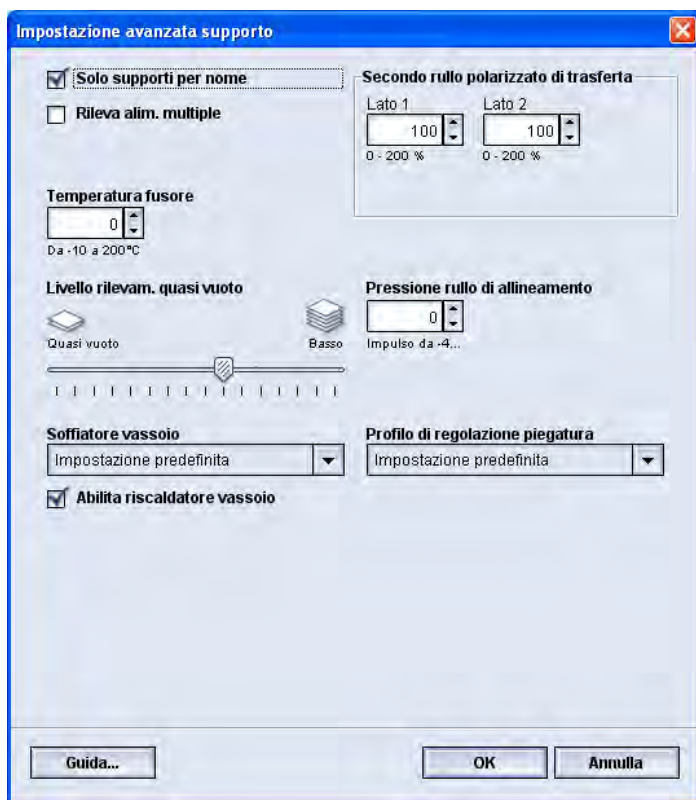 Impostazione avanzata supporto
Solo supporti per nome
Rileva alim. multiple
Secondo rullo polarizzato di trasferta
Lato 1 Lato 2
100 100
0 - 200 % 0 - 200 %
Temperatura fusore
0
Da -10 a 200°C
Livello rilevam. quasi vuoto
Quasi vuoto Basso
Pressione rullo di allineamento
0
Impulso da -4...
Soffiatore vassoio
Impostazione predefinita
Profilo di regolazione piegatura
Impostazione predefinita
Abilita riscaldatore vassoio
Guida... OK Annulla